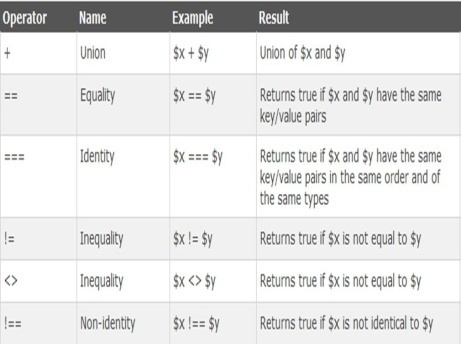 Operator Name Example Result
+ Union $x + $y Union of $x and $y
== Equality $x == $y Returns true if $x and $y have the same
key/value pairs
=== Identity $x === $y Returns true if $x and $y have the same
key/value pairs in the same order and of
the same types
!= Inequality $x != $y Returns true if $x is not equal to $y
<> Inequality $x <> $y Returns true if $x is not equal to $y
!== Non-identity $x !== $y Returns true if $x is not identical to $y